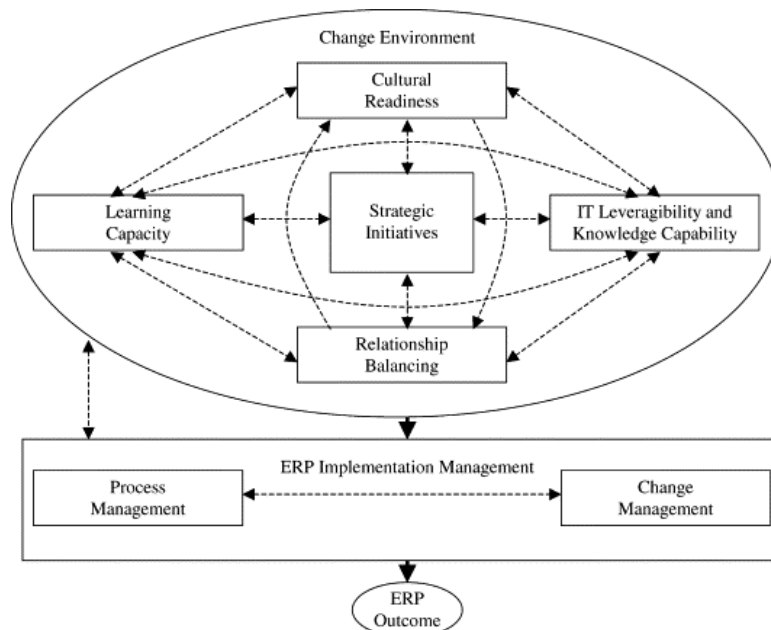 Change Environment
Cultural
Readiness
Learning
Capacity
Strategic
Initiatives
IT Leveragibility and
Knowledge Capability
Relationship
Balancing
ERP Implementation Management
Process
Management
Change
Management
ERP
Outcome